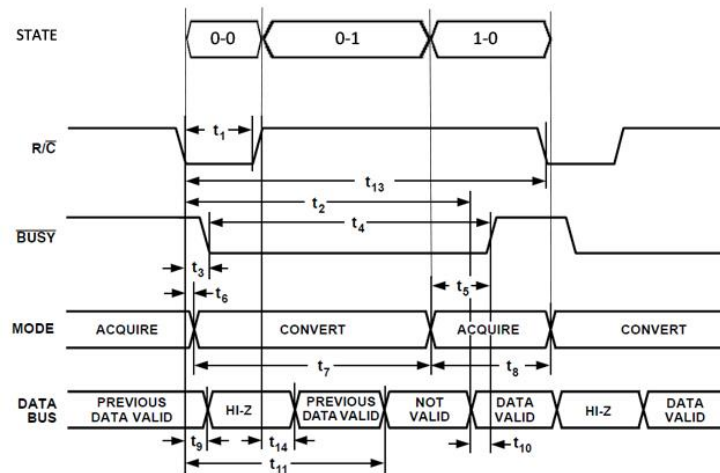 STATE 0-0 0-1 1-0
R/C̅ t1
t13
t2
BUSY̅ t4
t3
t5
t6
MODE ACQUIRE CONVERT ACQUIRE CONVERT
t7 t8
DATA BUS PREVIOUS DATA VALID HI-Z PREVIOUS DATA VALID NOT VALID DATA VALID HI-Z DATA VALID
t9 t14 t10
t11